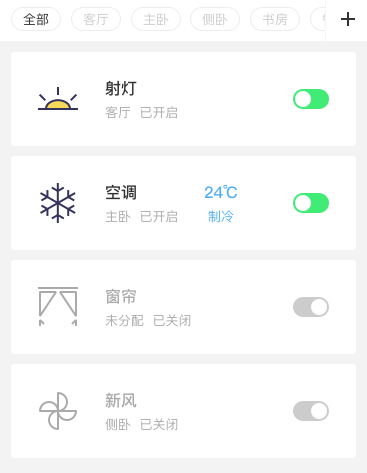 全部 客厅 主卧 侧卧 书房
射灯
客厅 已开启
空调 24℃
主卧 已开启 制冷
窗帘
未分配 已关闭
新风
侧卧 已关闭